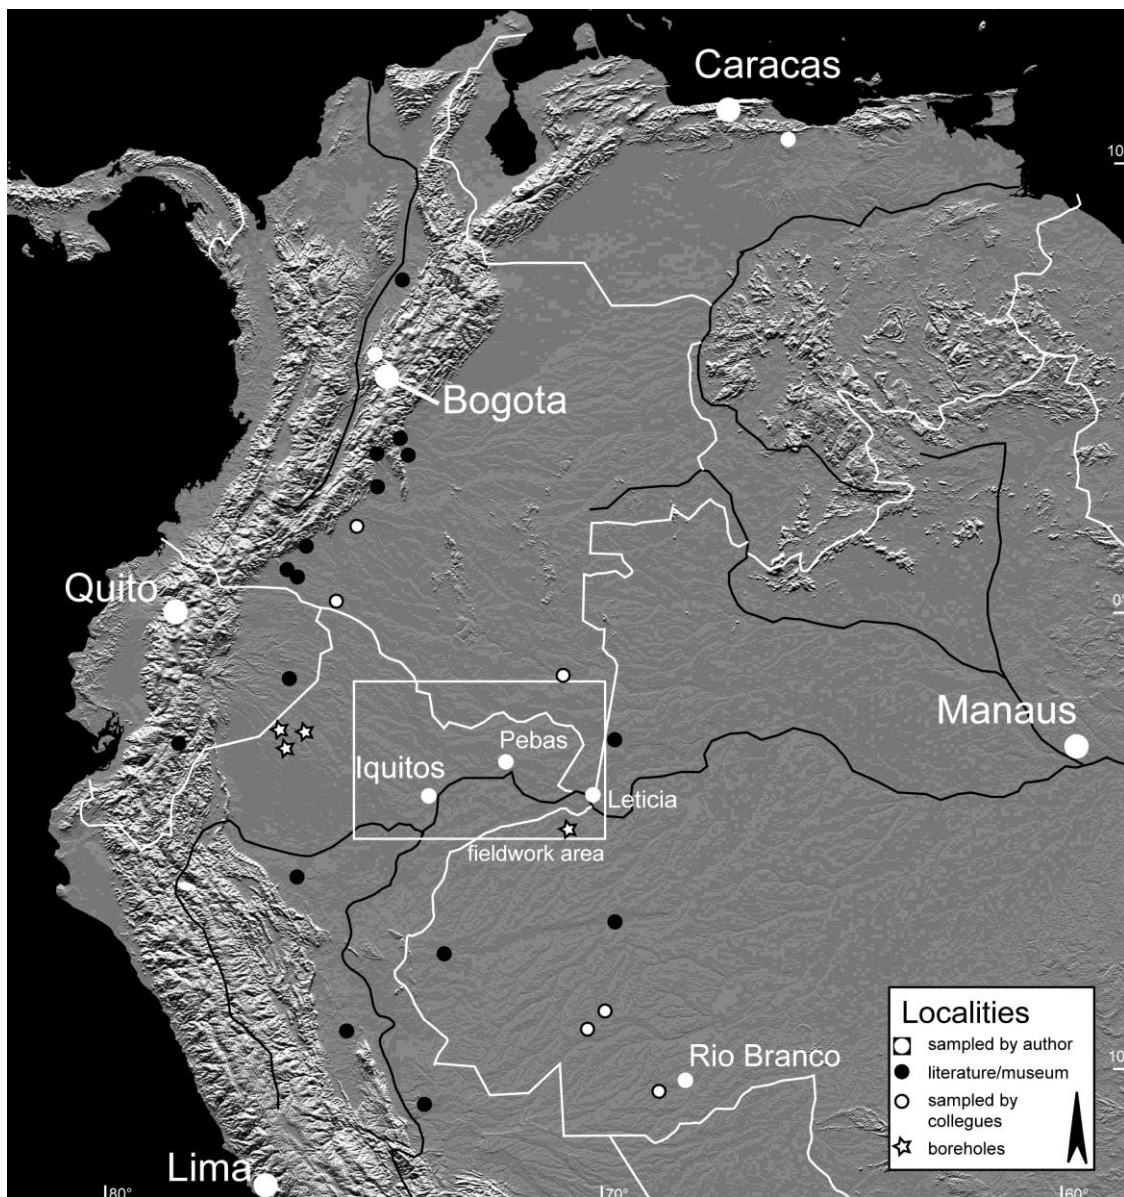 Caracas
10
Bogota
Quito
0°
Manaus
Pebas
Iquitos
Leticia
fieldwork area
Localities
sampled by author
literature/museum
sampled by
collegues
boreholes
Rio Branco
10
Lima
80°
70°
60°